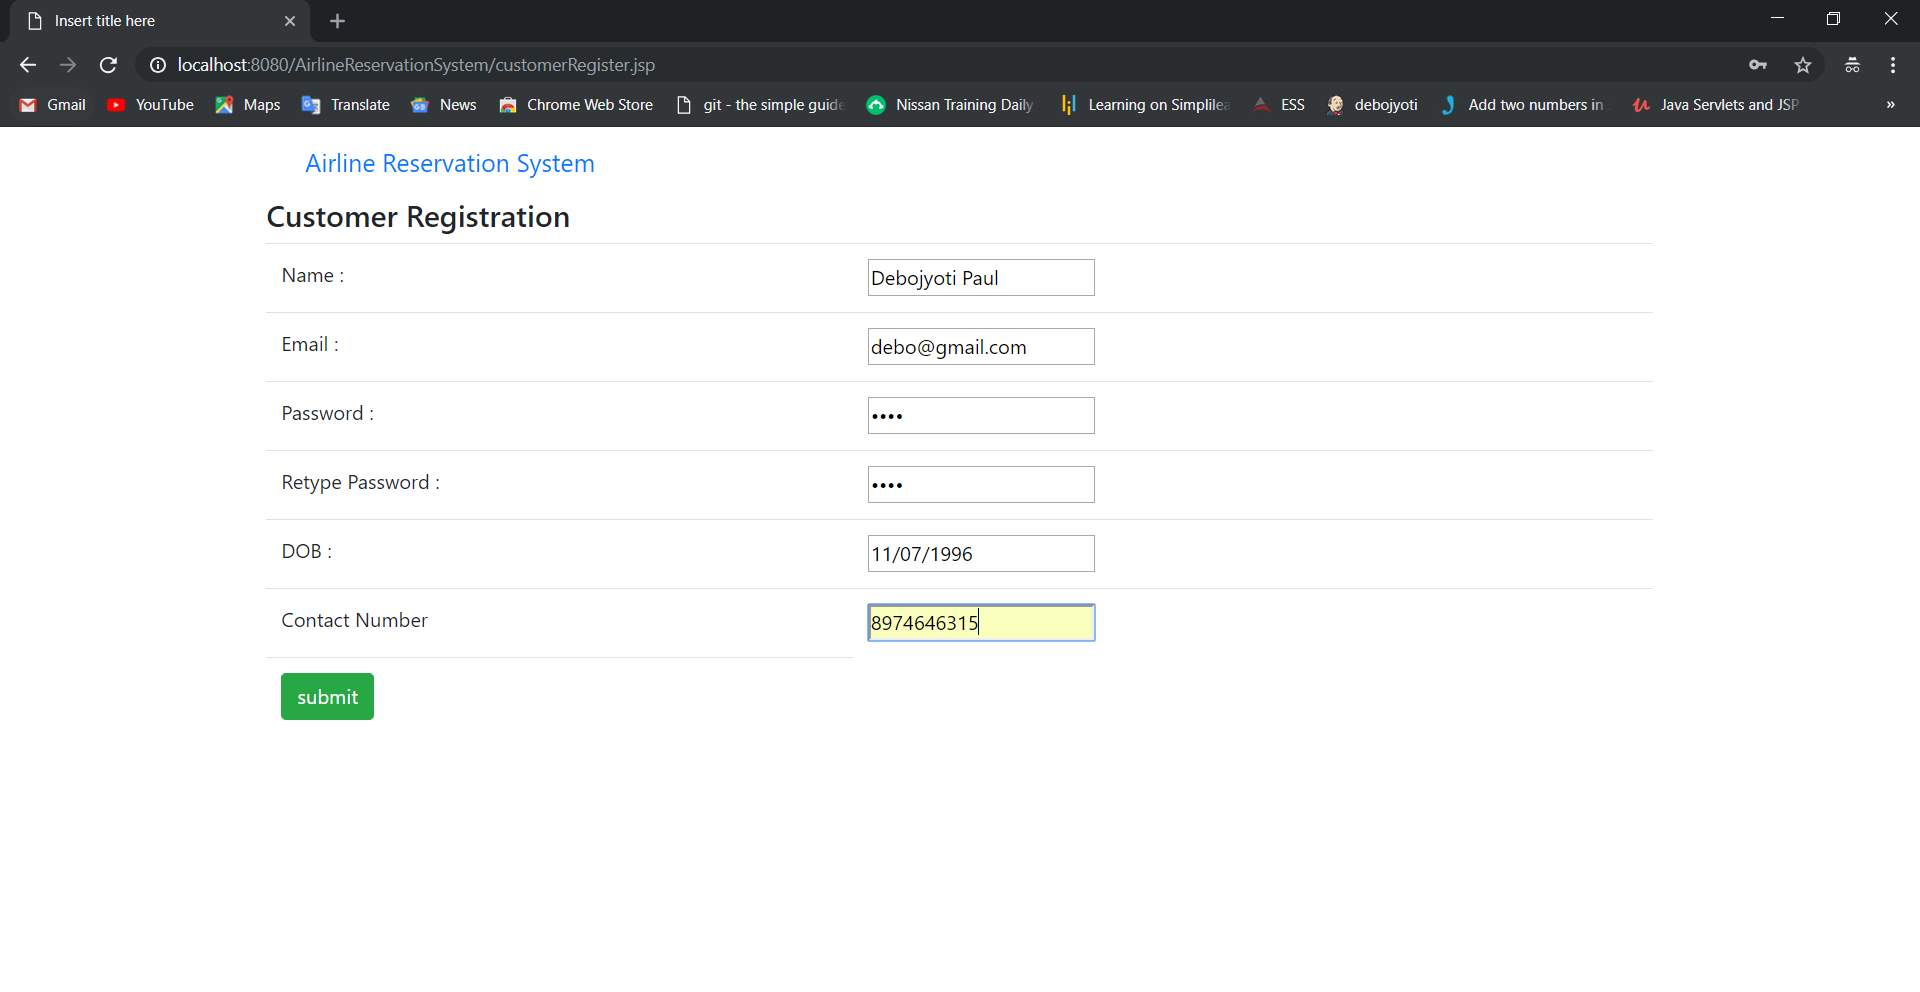 Insert title here
localhost:8080/AirlineReservationSystem/customerRegister.jsp
Gmail YouTube Maps Translate News Chrome Web Store git - the simple guide Nissan Training Daily Learning on Simplilea ESS debojyoti Add two numbers in Java Servlets and JSP »
Airline Reservation System
Customer Registration
Name : Debojyoti Paul
Email : debo@gmail.com
Password : ••••
Retype Password : ••••
DOB : 11/07/1996
Contact Number 8974646315
submit